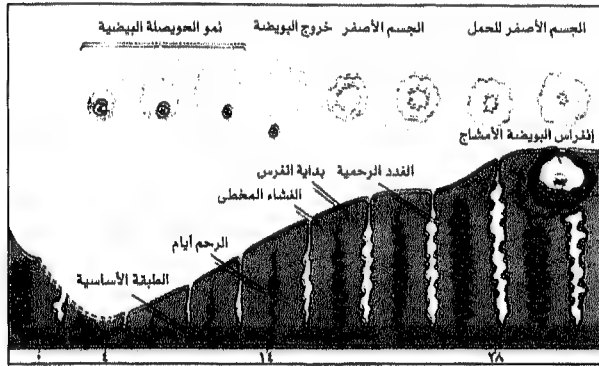 نمو الحويصلة البيضية
خروج البويضة
الجسم الأصفر
الجسم الأصفر للحمل
إنغراس البويضة الأمشاج
الغدد الرحمية
بداية الغرس
الغشاء المخطى
الرحم أيام
الطبقة الأساسية
٠ ٤ ١٤ ٢٨